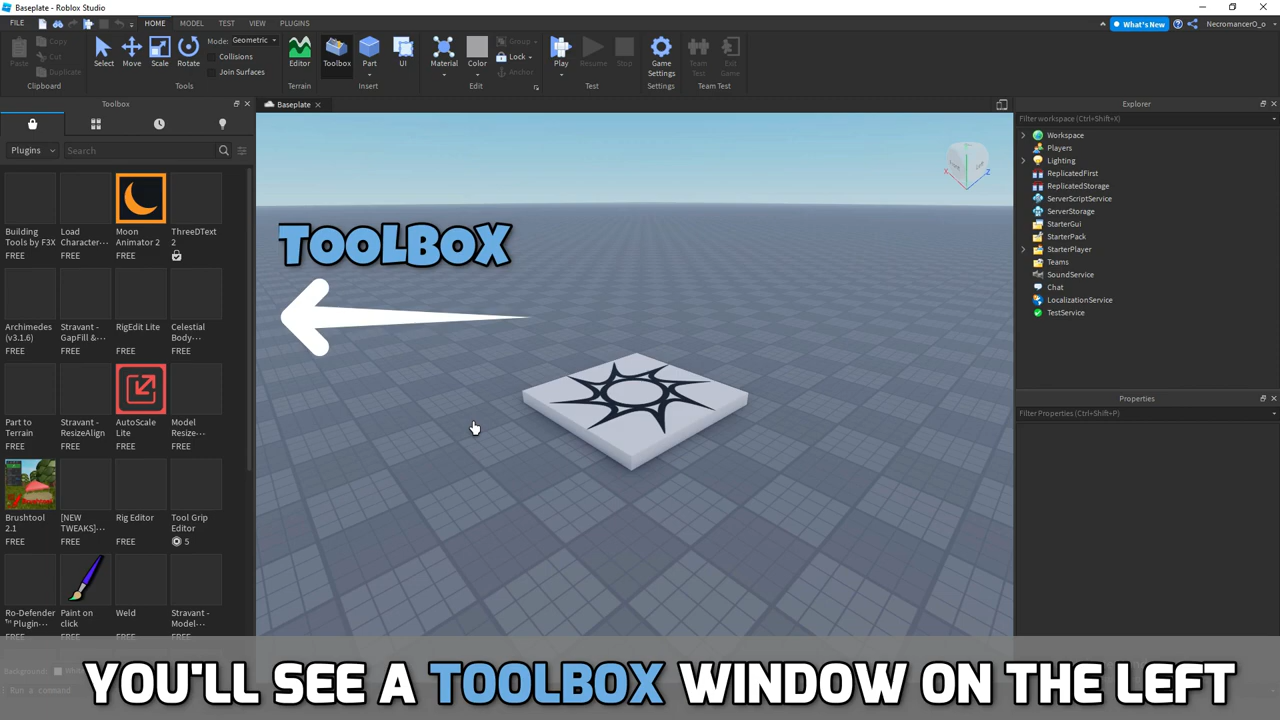 Baseplate - Roblox Studio
FILE HOME MODEL TEST VIEW PLUGINS
What's New NecromancerO_o
Paste Copy Cut Duplicate Clipboard
Select Move Scale Rotate Mode: Geometric Collisions Join Surfaces Tools
Editor Terrain
Toolbox Part UI Insert
Material Color Group Lock Anchor Edit
Play Resume Stop Test
Game Settings Settings
Team Test Exit Game Team Test
Toolbox
Plugins Search
Building Tools by F3X FREE
Load Character... FREE
Moon Animator 2 FREE
ThreeDText 2
Archimedes (v3.1.6) FREE
Stravant - GapFill &... FREE
RigEdit Lite FREE
Celestial Body-... FREE
Part to Terrain FREE
Stravant - ResizeAlign FREE
AutoScale Lite FREE
Model Resize-... FREE
Brushtool 2.1 FREE
[NEW TWEAKS]... FREE
Rig Editor FREE
Tool Grip Editor 5
Ro-Defender ™ Plugin-... FREE
Paint on click FREE
Weld FREE
Stravant - Model-... FREE
Background:
Run a command
Baseplate
TOOLBOX
Explorer
Filter workspace (Ctrl+Shift+X)
Workspace
Players
Lighting
ReplicatedFirst
ReplicatedStorage
ServerScriptService
ServerStorage
StarterGui
StarterPack
StarterPlayer
Teams
SoundService
Chat
LocalizationService
TestService
Properties
Filter Properties (Ctrl+Shift+P)
YOU'LL SEE A TOOLBOX WINDOW ON THE LEFT